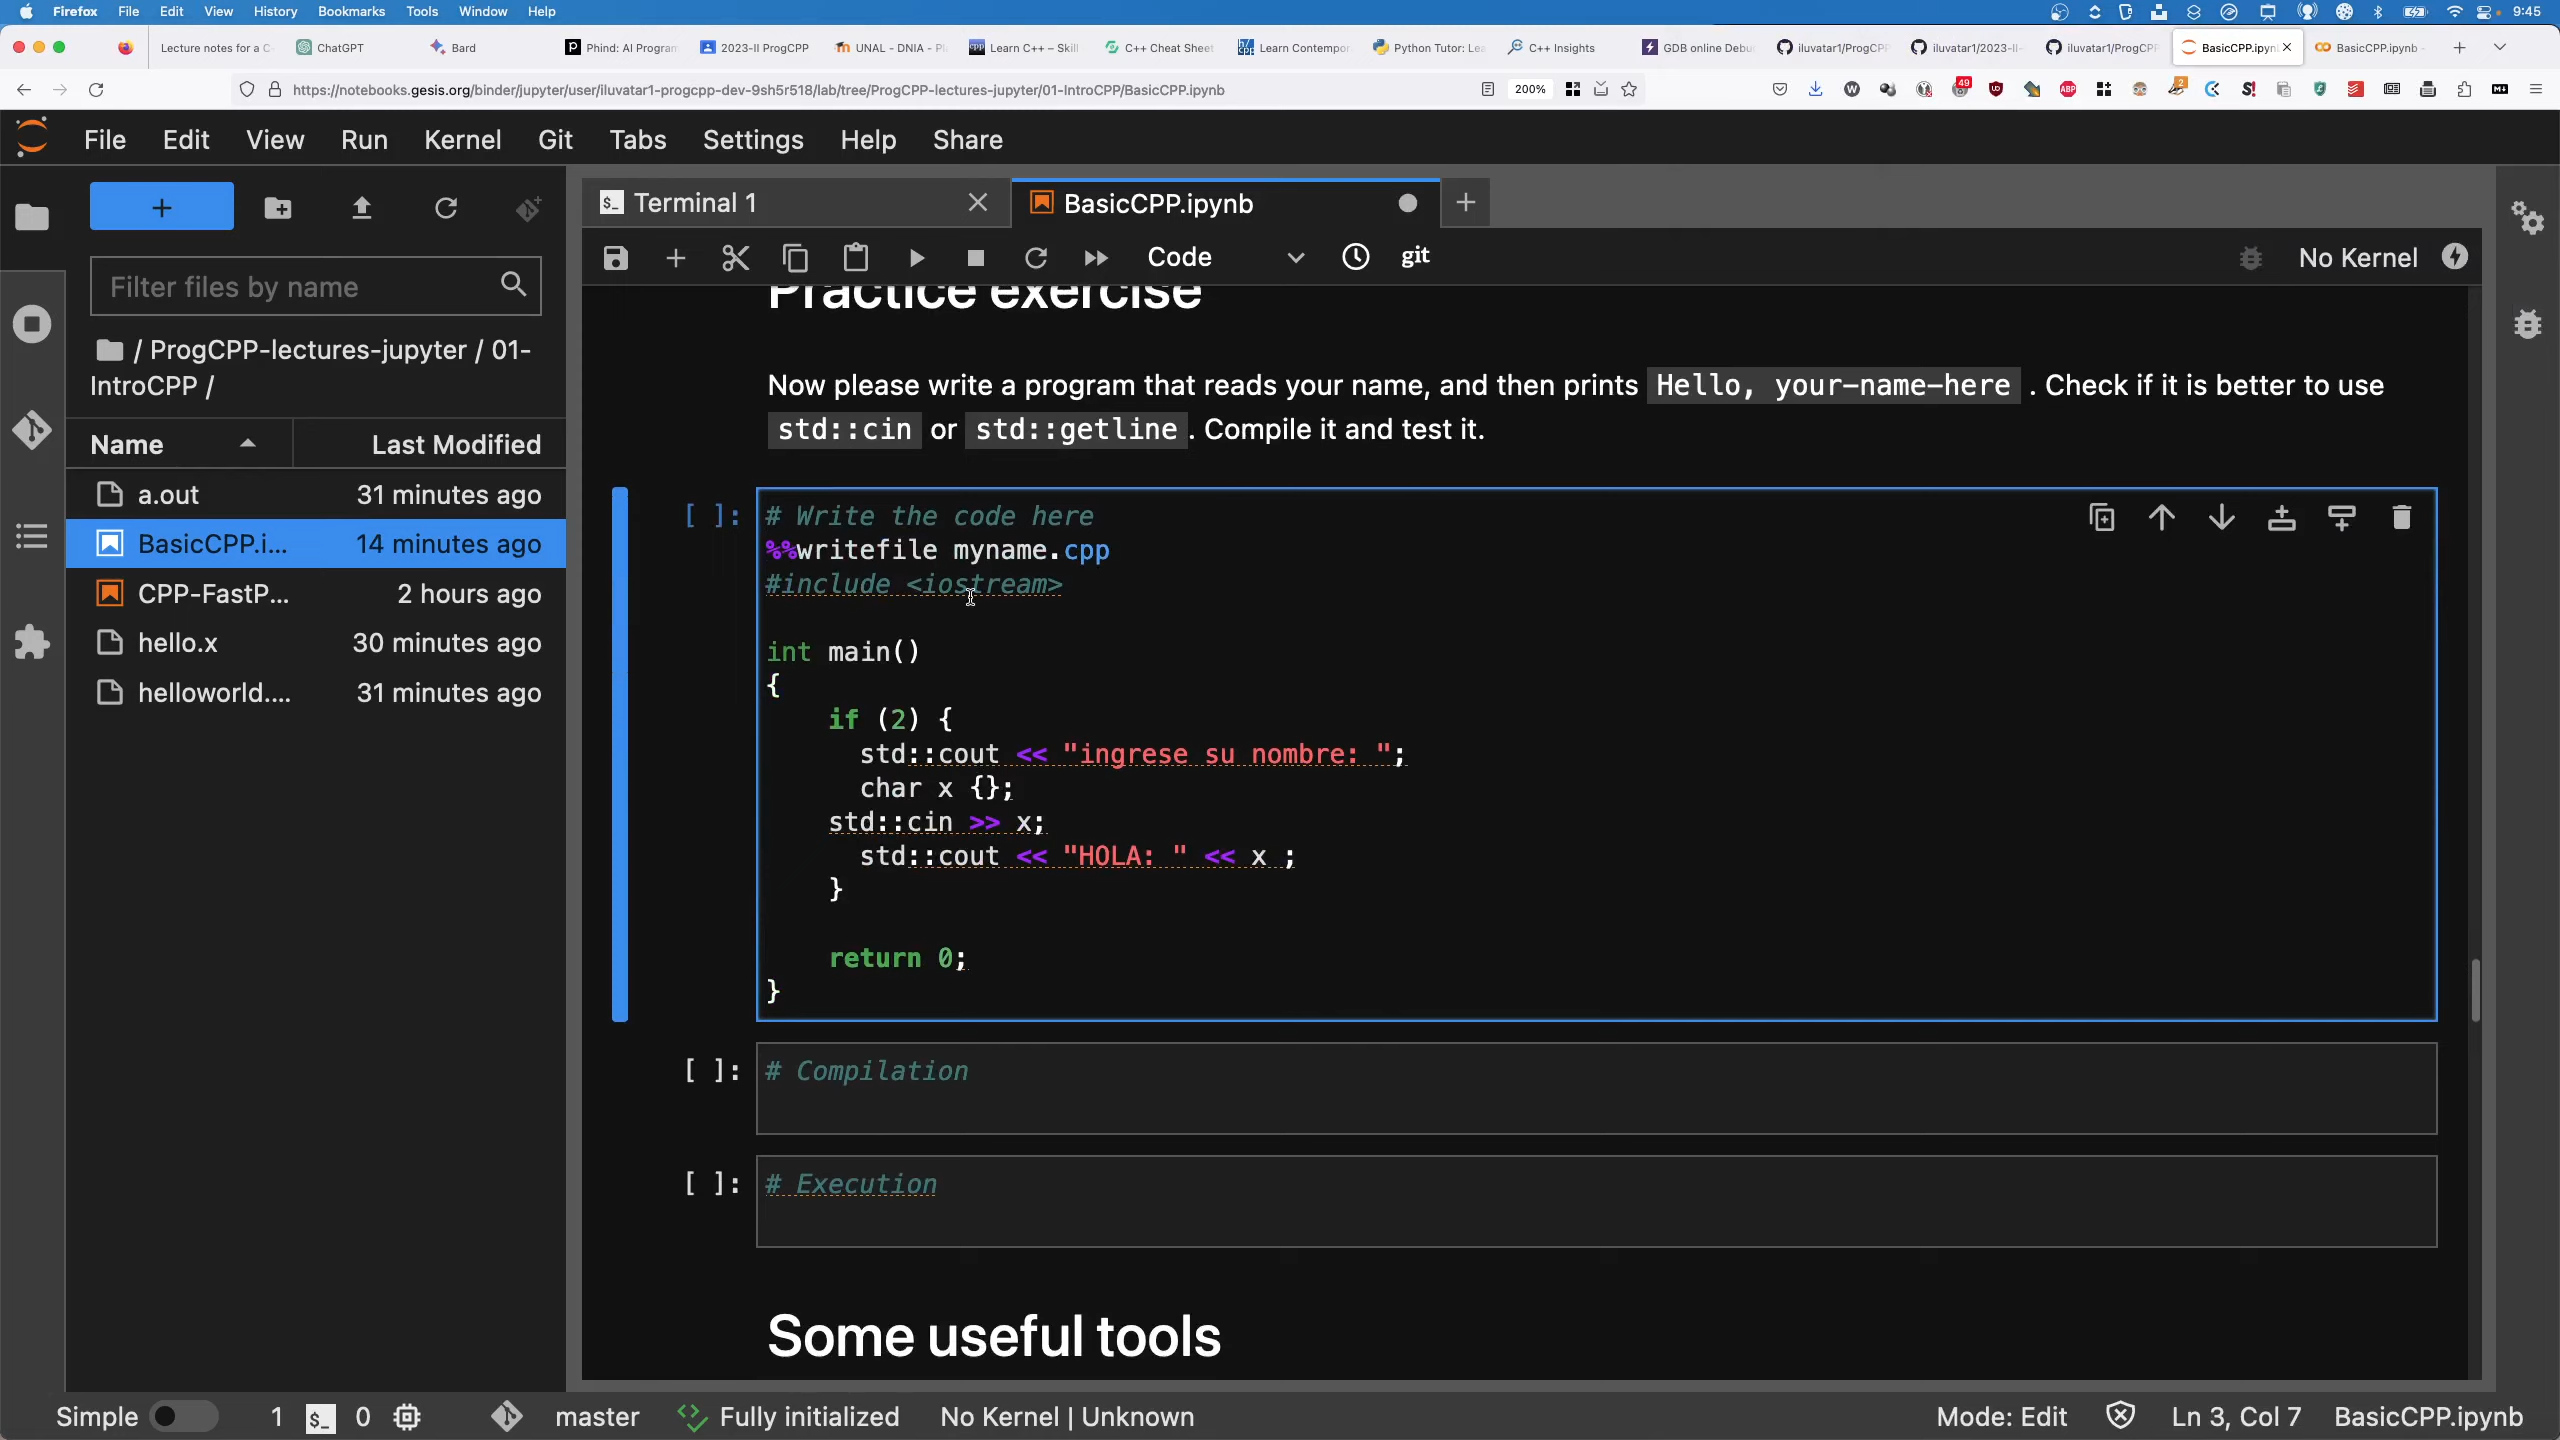 Firefox File Edit View History Bookmarks Tools Window Help 9:45
Lecture notes for a C ChatGPT Bard Phind: AI Program 2023-II ProgCPP UNAL - DNIA - Learn C++ – Skill C++ Cheat Sheet Learn Contempor Python Tutor: Le C++ Insights GDB online Debu iluvatar1/ProgCPP iluvatar1/2023-II- iluvatar1/ProgCPP BasicCPP.ipyn BasicCPP.ipynb -
https://notebooks.gesis.org/binder/jupyter/user/iluvatar1-progcpp-dev-9sh5r518/lab/tree/ProgCPP-lectures-jupyter/01-IntroCPP/BasicCPP.ipynb 200% 49 2
File Edit View Run Kernel Git Tabs Settings Help Share
Terminal 1 BasicCPP.ipynb
Code git No Kernel
Filter files by name
/ ProgCPP-lectures-jupyter / 01-
IntroCPP /
Name Last Modified
a.out 31 minutes ago
BasicCPP.i... 14 minutes ago
CPP-FastP... 2 hours ago
hello.x 30 minutes ago
helloworld.... 31 minutes ago
Practice exercise
Now please write a program that reads your name, and then prints Hello, your-name-here . Check if it is better to use
std::cin or std::getline . Compile it and test it.
[ ]: # Write the code here
%%writefile myname.cpp
#include <iostream>
int main()
{
if (2) {
std::cout << "ingrese su nombre: ";
char x {};
std::cin >> x;
std::cout << "HOLA: " << x ;
}
return 0;
}
[ ]: # Compilation
[ ]: # Execution
Some useful tools
Simple 1 0 master Fully initialized No Kernel | Unknown Mode: Edit Ln 3, Col 7 BasicCPP.ipynb